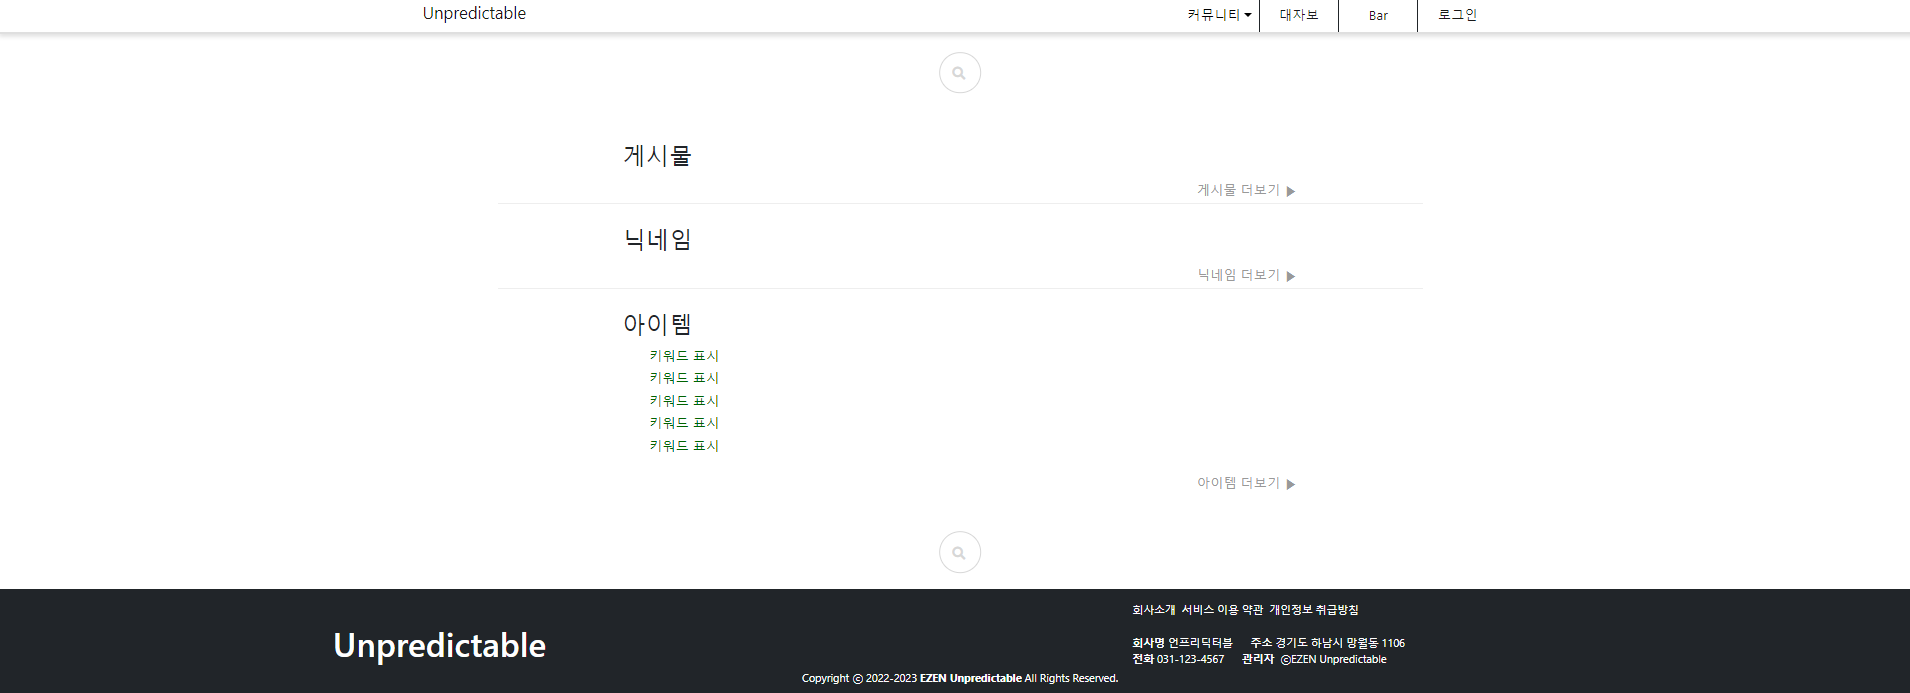 Unpredictable 커뮤니티 대자보 Bar 로그인
게시물
게시물 더보기 ▶
닉네임
닉네임 더보기 ▶
아이템
키워드 표시
키워드 표시
키워드 표시
키워드 표시
키워드 표시
아이템 더보기 ▶
회사소개 서비스 이용 약관 개인정보 취급방침
Unpredictable
회사명 언프리딕터블 주소 경기도 하남시 망월동 1106
전화 031-123-4567 관리자 ⓒEZEN Unpredictable
Copyright ⓒ 2022-2023 EZEN Unpredictable All Rights Reserved.